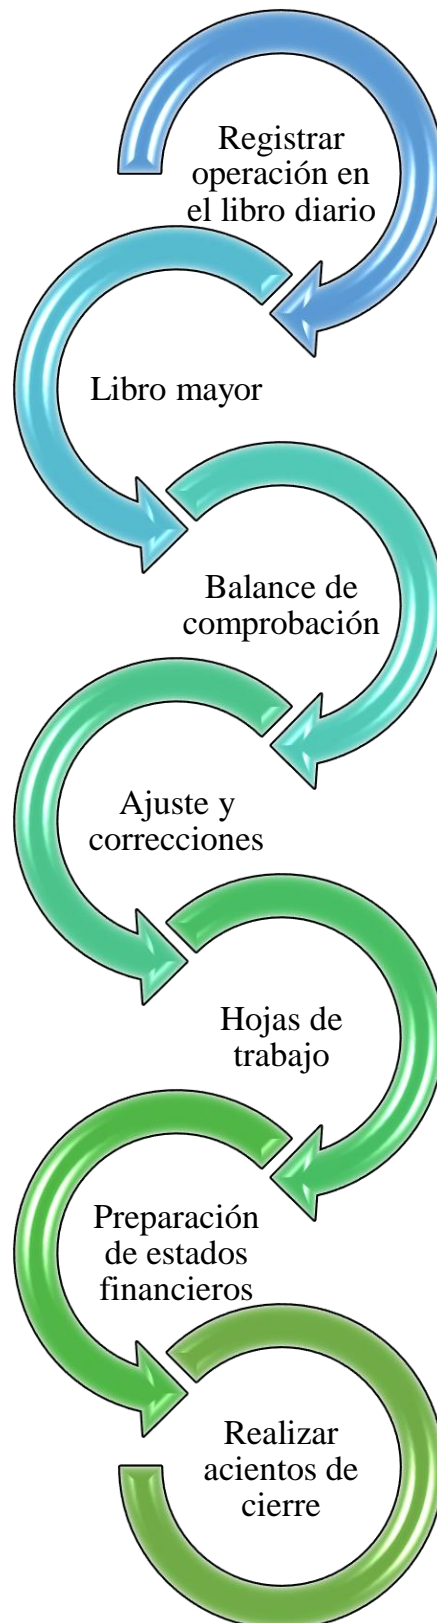 Registrar
operación en
el libro diario
Libro mayor
Balance de
comprobación
Ajuste y
correcciones
Hojas de
trabajo
Preparación
de estados
financieros
Realizar
acientos de
cierre